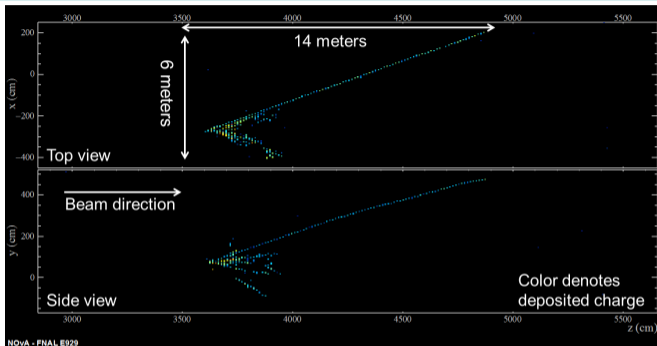 3000 3500 4000 4500 5000 5500
200
0
-200
-400
x (cm)
14 meters
6 meters
Top view
400
200
0
y (cm)
Beam direction
Side view
Color denotes
deposited charge
3000 3500 4000 4500 5000 5500
z (cm)
NOvA - FNAL E929